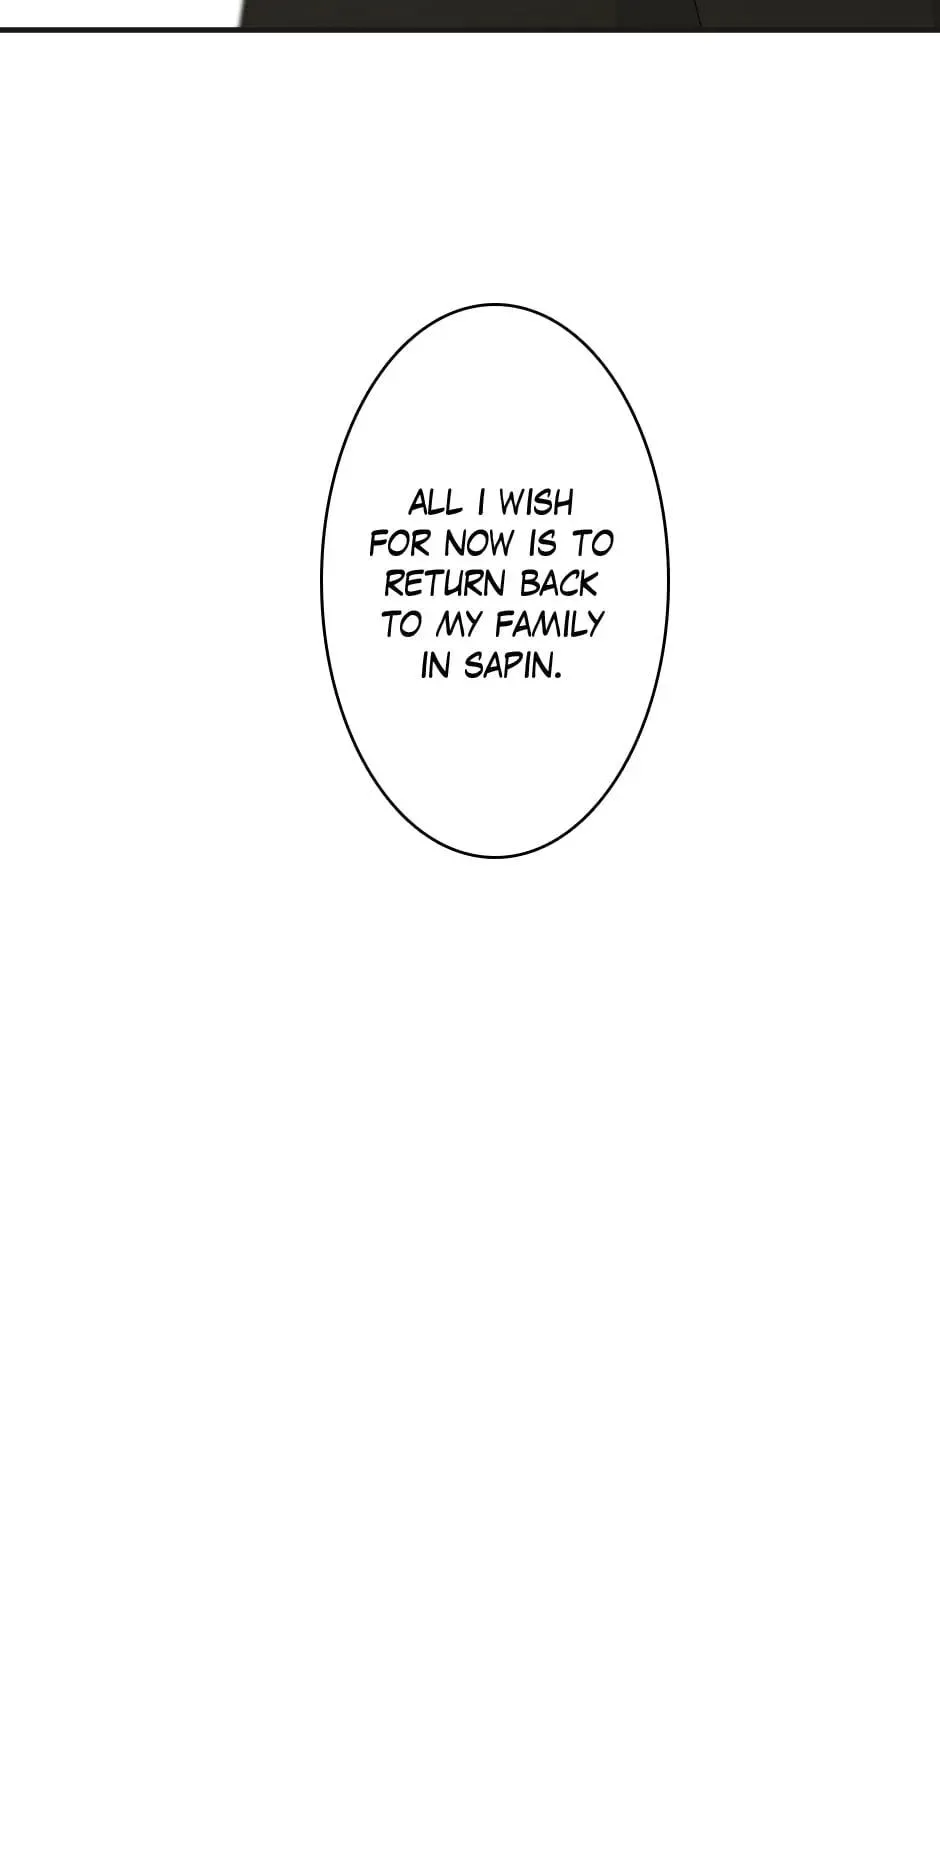 ALL I WISH
FOR NOW IS TO
RETURN BACK
TO MY FAMILY
IN SAPIN.